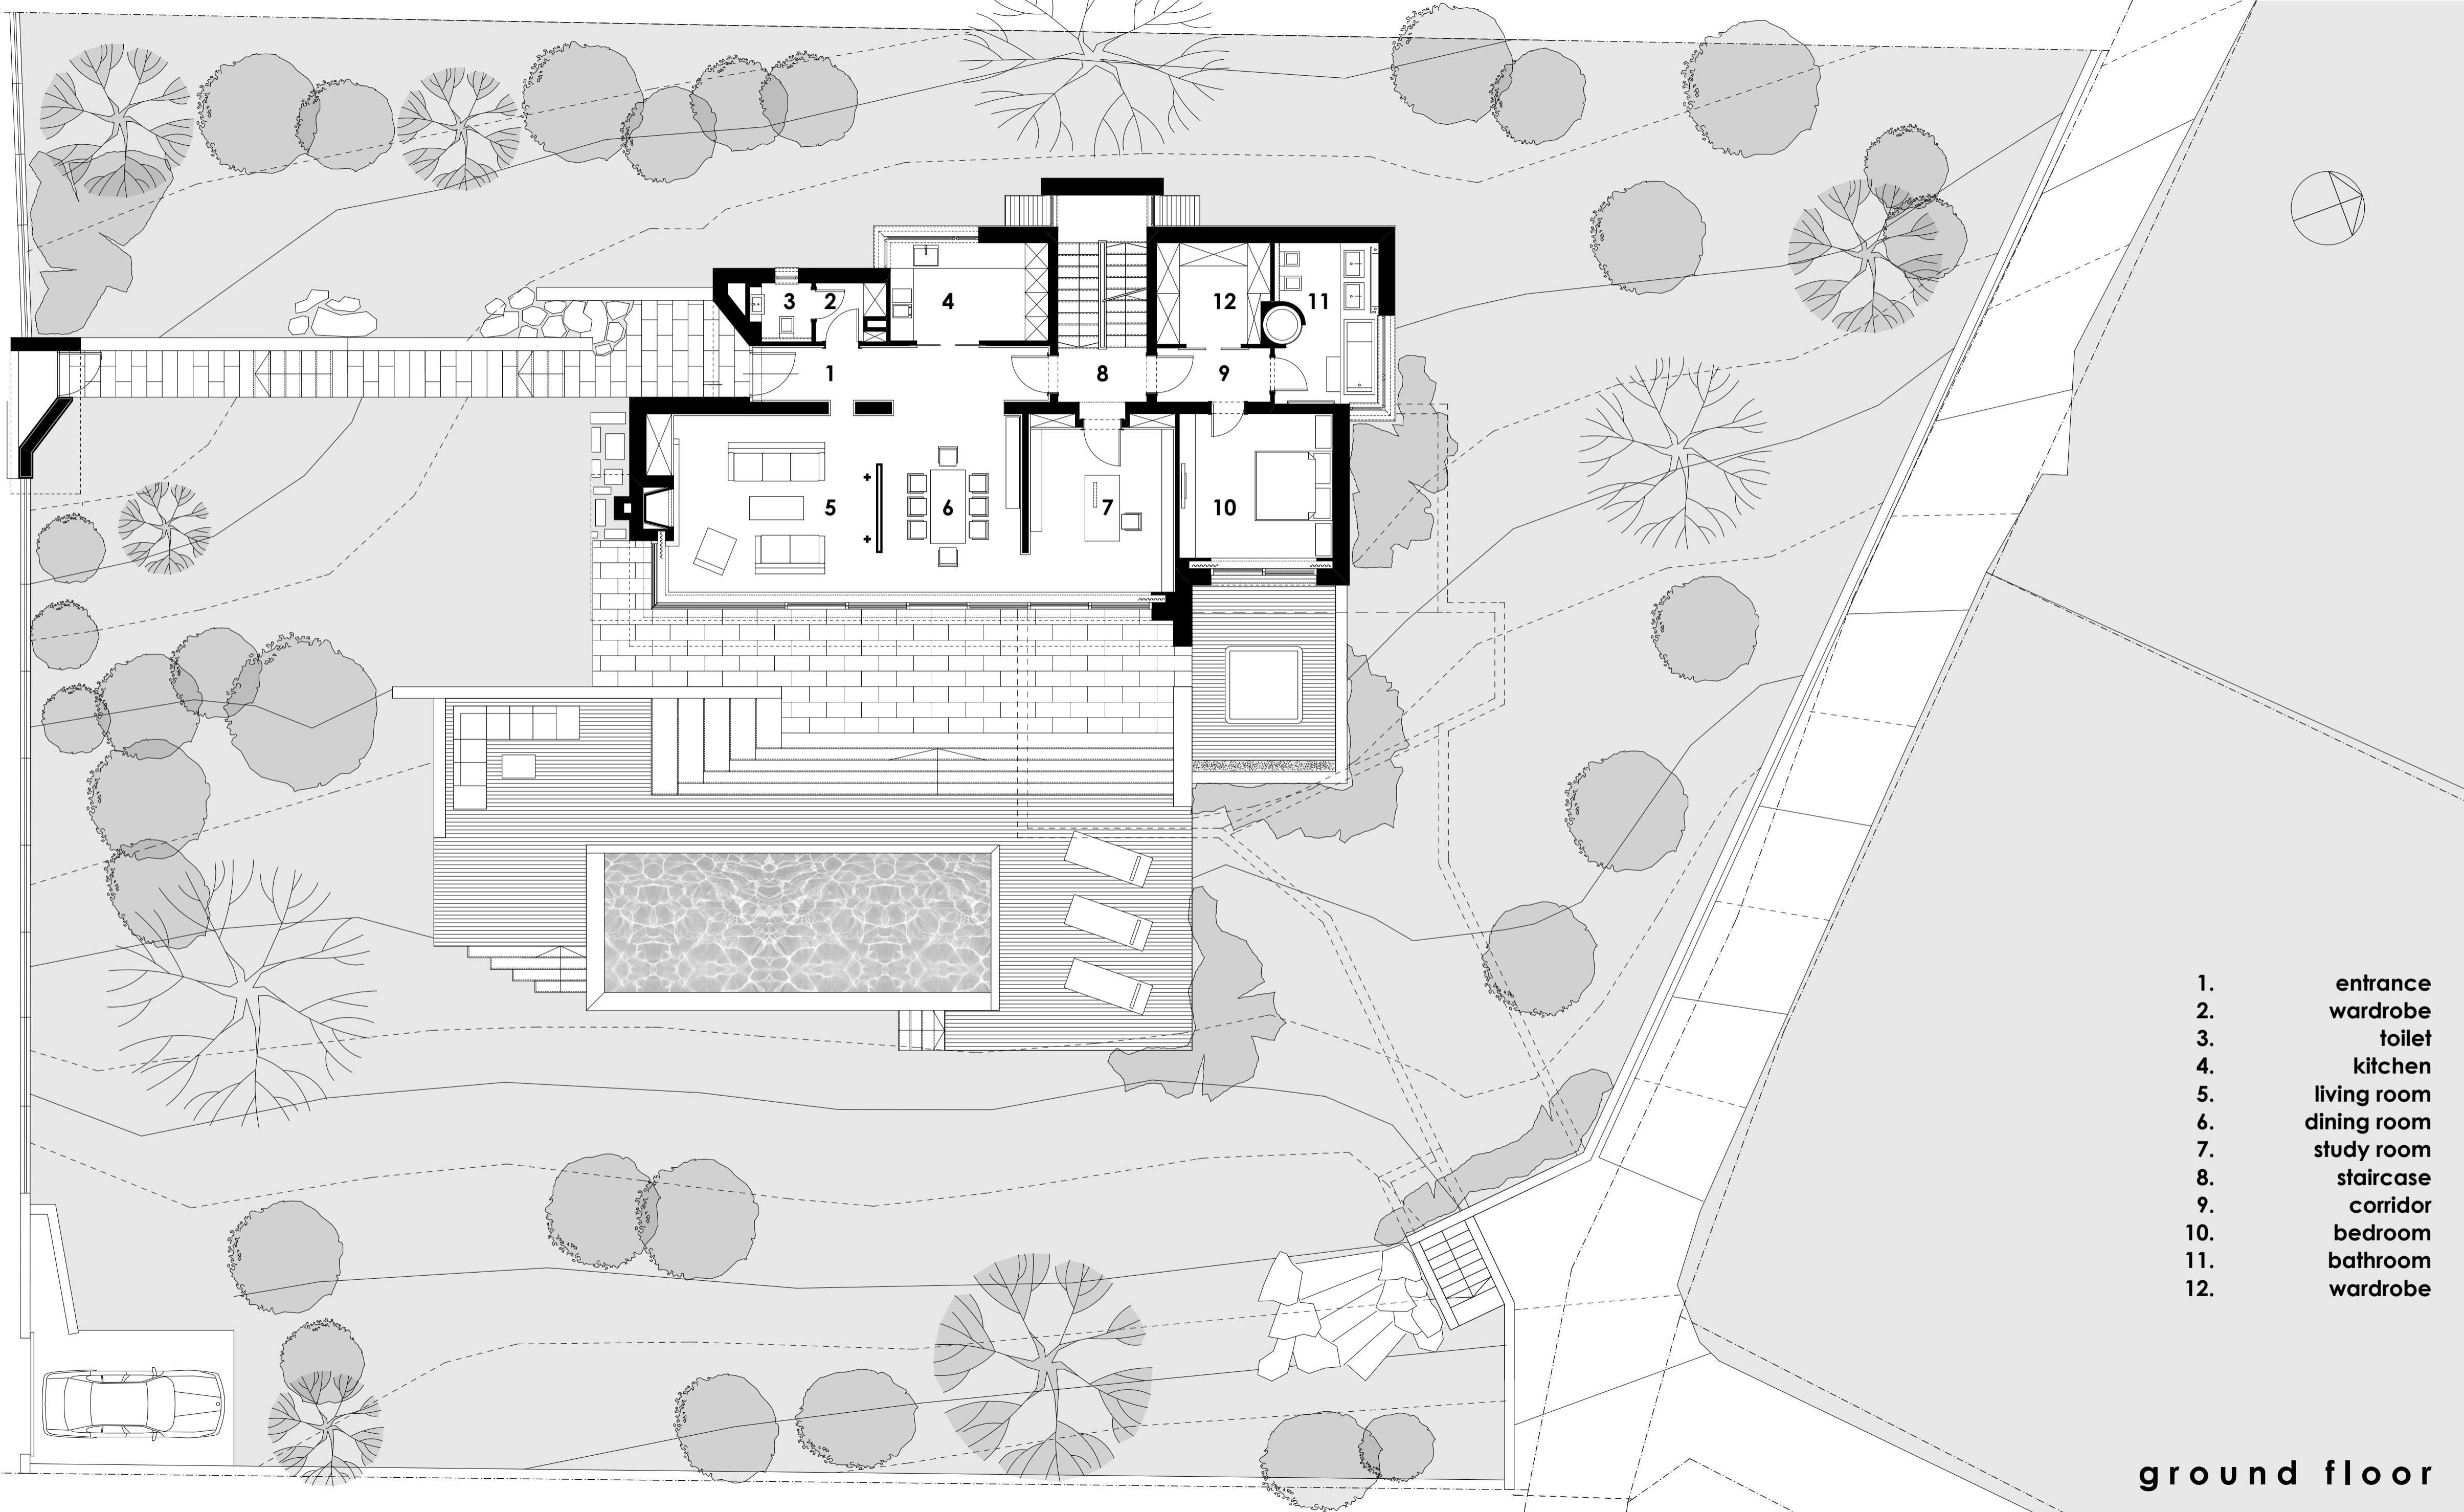 3
2
4
12
11
1
8
9
5
6
7
10
1. entrance
2. wardrobe
3. toilet
4. kitchen
5. living room
6. dining room
7. study room
8. staircase
9. corridor
10. bedroom
11. bathroom
12. wardrobe
ground floor